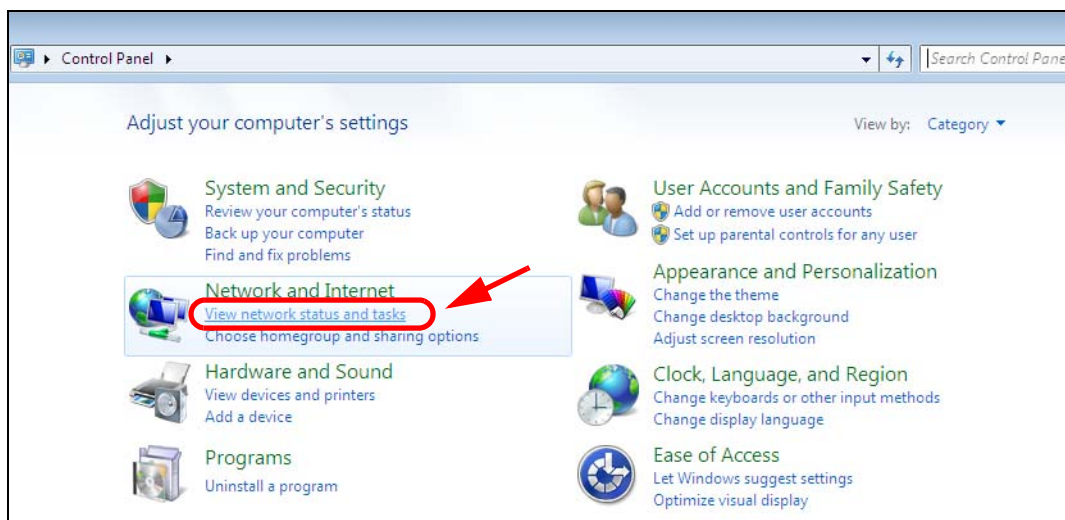 Control Panel
Search Control Pane
Adjust your computer's settings
View by: Category
System and Security
Review your computer's status
Back up your computer
Find and fix problems
Network and Internet
View network status and tasks
Choose homegroup and sharing options
Hardware and Sound
View devices and printers
Add a device
Programs
Uninstall a program
User Accounts and Family Safety
Add or remove user accounts
Set up parental controls for any user
Appearance and Personalization
Change the theme
Change desktop background
Adjust screen resolution
Clock, Language, and Region
Change keyboards or other input methods
Change display language
Ease of Access
Let Windows suggest settings
Optimize visual display